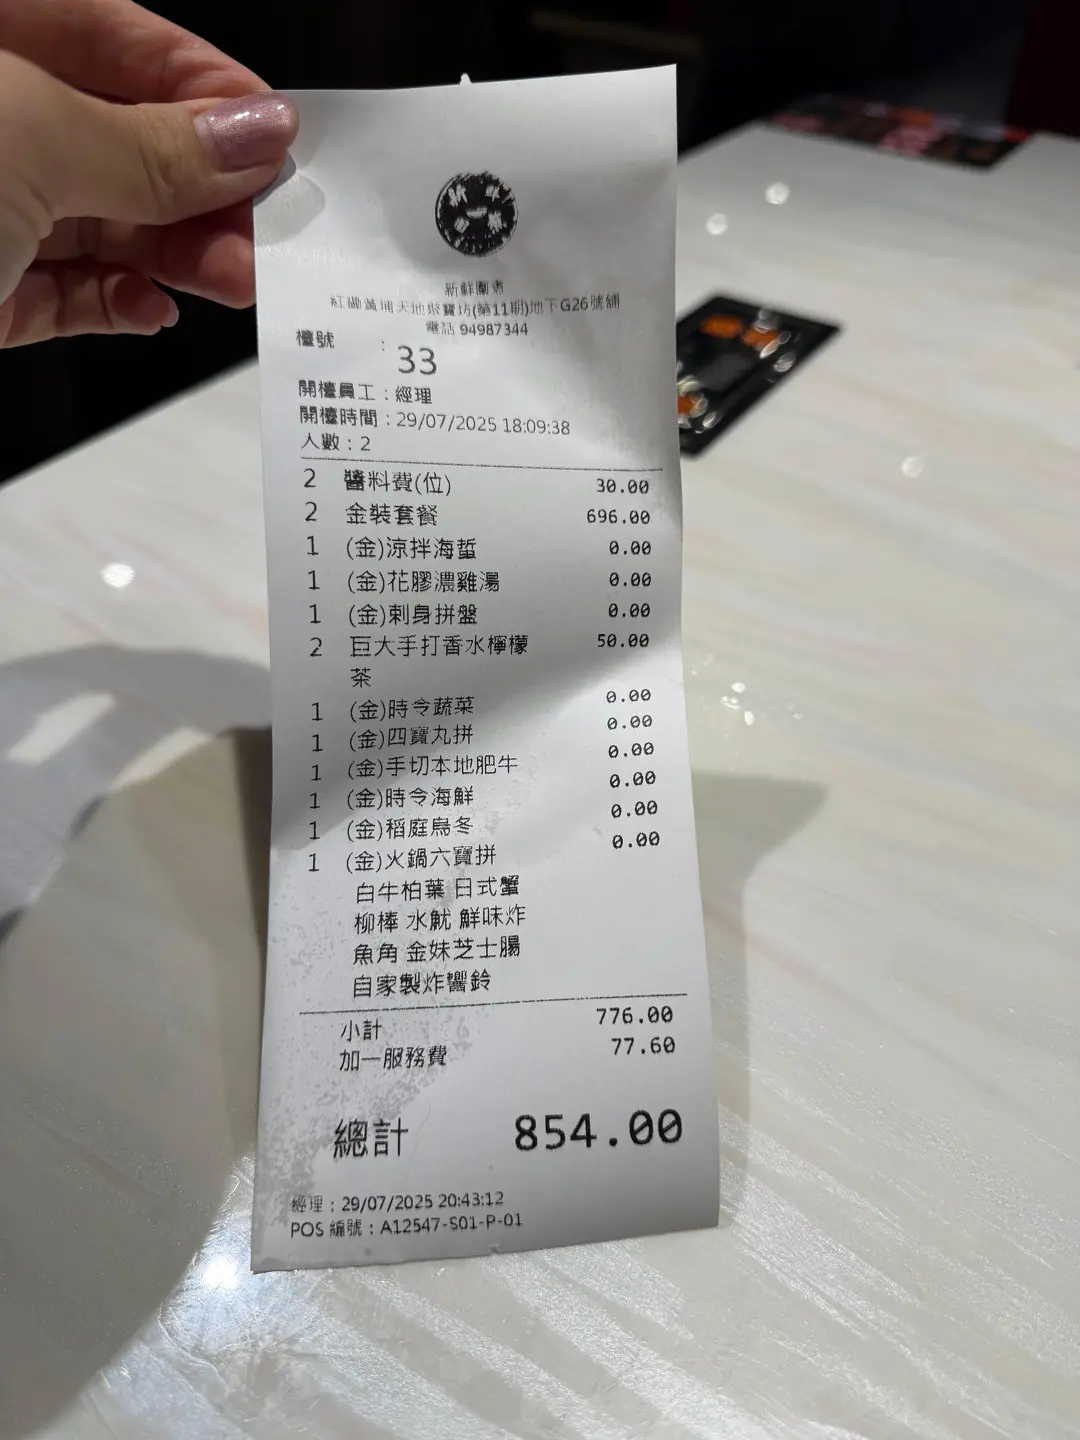 新鮮圍煮
紅磡黃埔天地聚寶坊(第11期)地下G26號舖
電話 94987344
檯號 : 33
開檯員工 : 經理
開檯時間 : 29/07/2025 18:09:38
人數 : 2
2 醬料費(位) 30.00
2 金裝套餐 696.00
1 (金)涼拌海蜇 0.00
1 (金)花膠濃雞湯 0.00
1 (金)刺身拼盤 0.00
2 巨大手打香水檸檬 50.00
茶
1 (金)時令蔬菜 0.00
1 (金)四寶丸拼 0.00
1 (金)手切本地肥牛 0.00
1 (金)時令海鮮 0.00
1 (金)稻庭烏冬 0.00
1 (金)火鍋六寶拼 0.00
白牛柏葉 日式蟹
柳棒 水魷 鮮味炸
魚角 金妹芝士腸
自家製炸響鈴
小計 776.00
加一服務費 77.60
總計 854.00
經理 : 29/07/2025 20:43:12
POS 編號 : A12547-S01-P-01